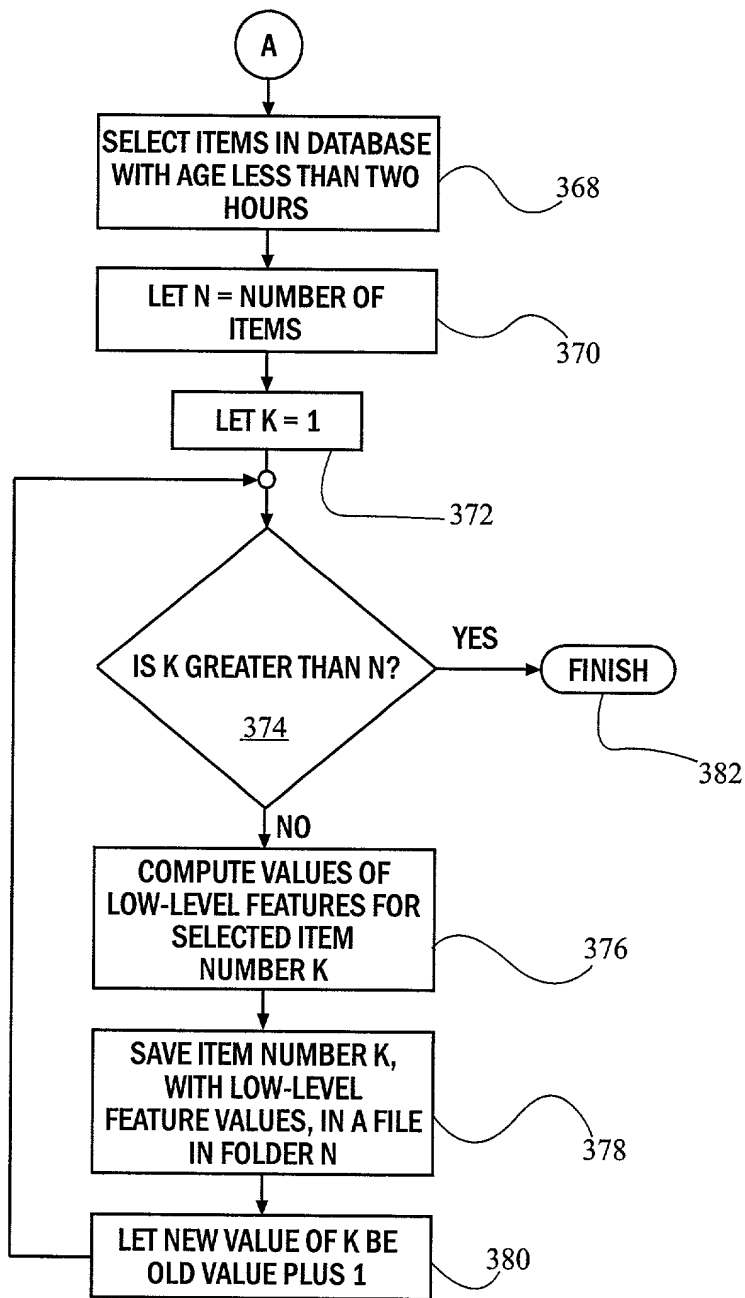 A
SELECT ITEMS IN DATABASE
WITH AGE LESS THAN TWO
HOURS
368
LET N = NUMBER OF
ITEMS
370
LET K = 1
372
IS K GREATER THAN N?
374
YES
FINISH
382
NO
COMPUTE VALUES OF
LOW-LEVEL FEATURES FOR
SELECTED ITEM
NUMBER K
376
SAVE ITEM NUMBER K,
WITH LOW-LEVEL
FEATURE VALUES, IN A FILE
IN FOLDER N
378
LET NEW VALUE OF K BE
OLD VALUE PLUS 1
380